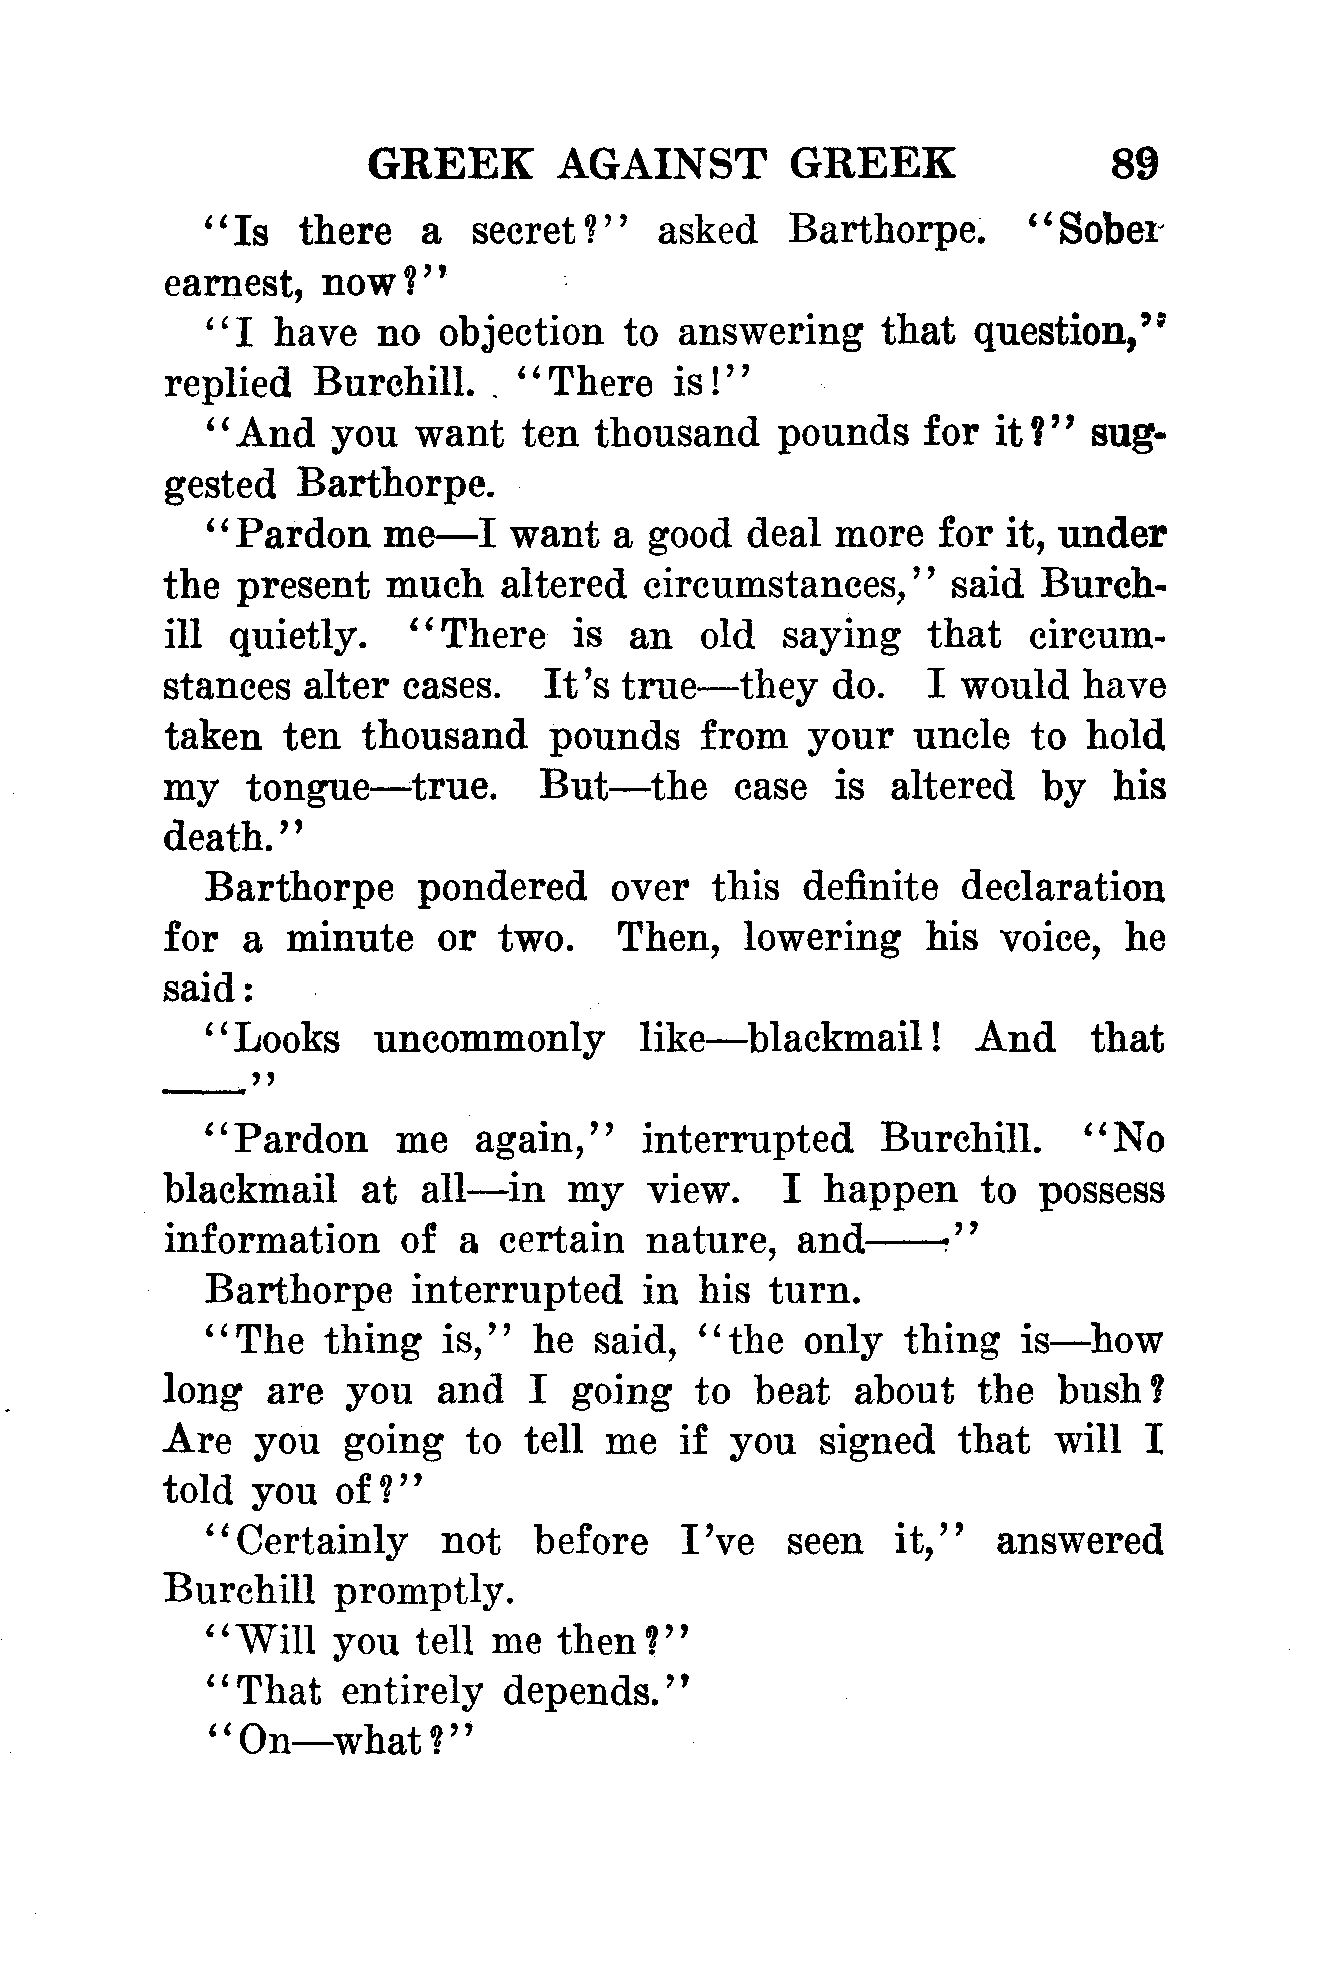 GREEK AGAINST GREEK 89
“Is there a secret?” asked Barthorpe. “Sober
earnest, now?”
“I have no objection to answering that question,”
replied Burchill. “There is!”
“And you want ten thousand pounds for it?” sug-
gested Barthorpe.
“Pardon me—I want a good deal more for it, under
the present much altered circumstances,” said Burch-
ill quietly. “There is an old saying that circum-
stances alter cases. It’s true—they do. I would have
taken ten thousand pounds from your uncle to hold
my tongue—true. But—the case is altered by his
death.”
Barthorpe pondered over this definite declaration
for a minute or two. Then, lowering his voice, he
said:
“Looks uncommonly like—blackmail! And that
——”
“Pardon me again,” interrupted Burchill. “No
blackmail at all—in my view. I happen to possess
information of a certain nature, and——”
Barthorpe interrupted in his turn.
“The thing is,” he said, “the only thing is—how
long are you and I going to beat about the bush?
Are you going to tell me if you signed that will I
told you of?”
“Certainly not before I’ve seen it,” answered
Burchill promptly.
“Will you tell me then?”
“That entirely depends.”
“On—what?”